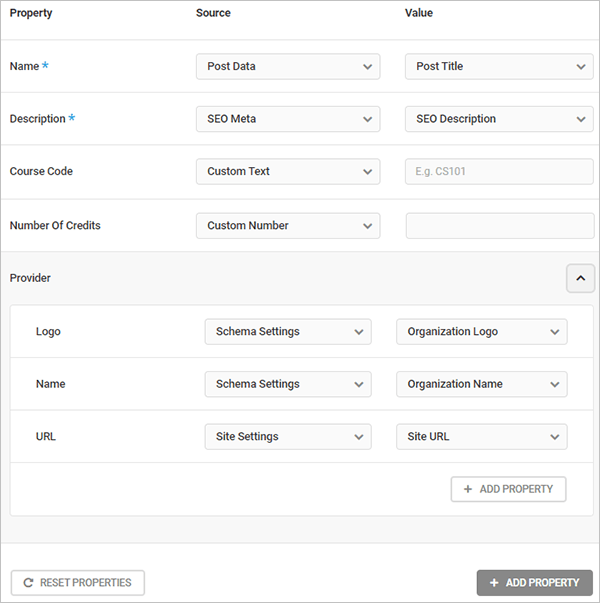 Property Source Value
Name * Post Data Post Title
Description * SEO Meta SEO Description
Course Code Custom Text E.g. CS101
Number Of Credits Custom Number
Provider
Logo Schema Settings Organization Logo
Name Schema Settings Organization Name
URL Site Settings Site URL
+ ADD PROPERTY
RESET PROPERTIES + ADD PROPERTY